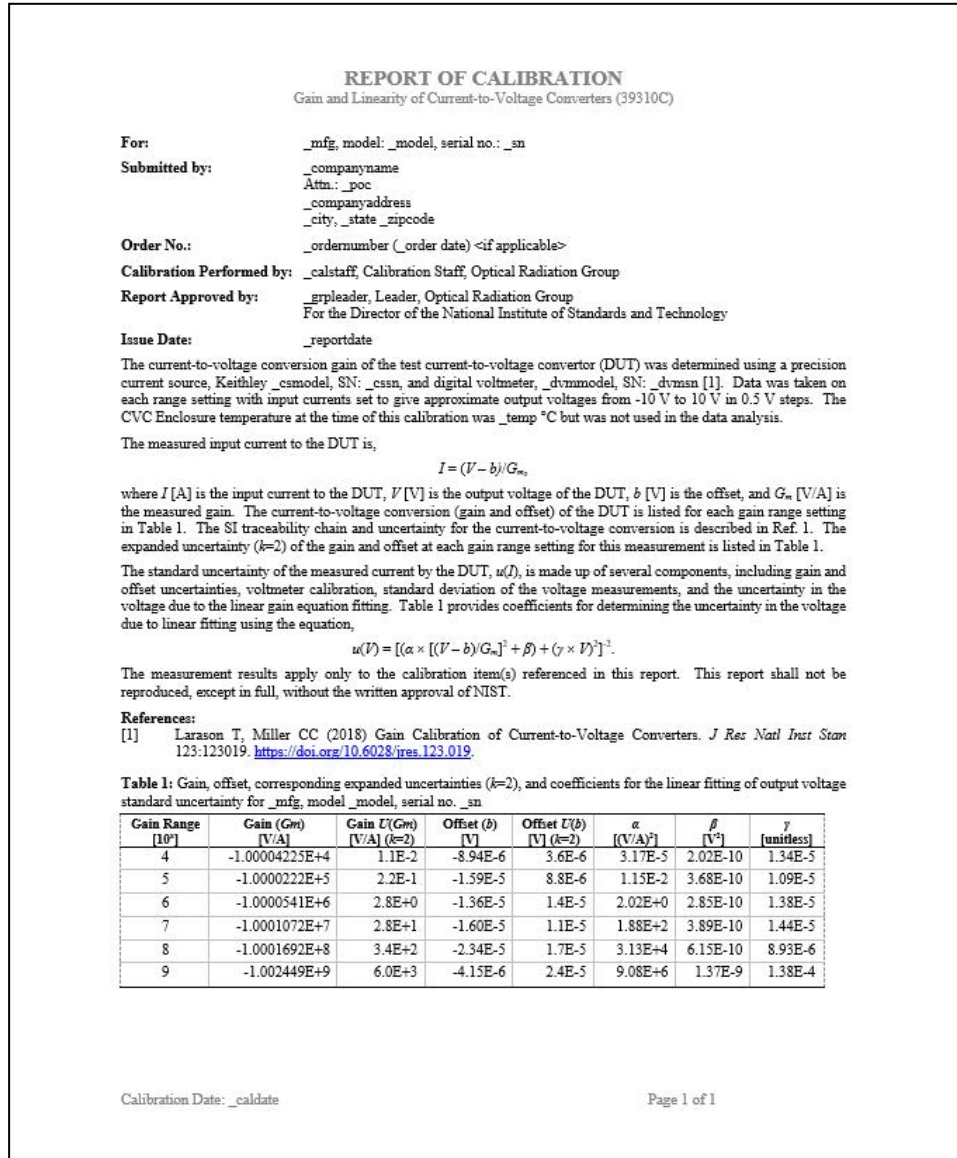 REPORT OF CALIBRATION
Gain and Linearity of Current-to-Voltage Converters (39310C)
For: _mfg, model: _model, serial no.: _sn
Submitted by: _companyname
Attn.: _poc
_companyaddress
_city, _state _zipcode
Order No.: _ordernumber (_order date) <if applicable>
Calibration Performed by: _calstaff, Calibration Staff, Optical Radiation Group
Report Approved by: _grpleader, Leader, Optical Radiation Group
For the Director of the National Institute of Standards and Technology
Issue Date: _reportdate
The current-to-voltage conversion gain of the test current-to-voltage convertor (DUT) was determined using a precision
current source, Keithley _csmodel, SN: _cssn, and digital voltmeter, _dvmmodel, SN: _dvmsn [1]. Data was taken on
each range setting with input currents set to give approximate output voltages from -10 V to 10 V in 0.5 V steps. The
CVC Enclosure temperature at the time of this calibration was _temp °C but was not used in the data analysis.
The measured input current to the DUT is,
I = (V – b)/Gₘ,
where I [A] is the input current to the DUT, V [V] is the output voltage of the DUT, b [V] is the offset, and Gₘ [V/A] is
the measured gain. The current-to-voltage conversion (gain and offset) of the DUT is listed for each gain range setting
in Table 1. The SI traceability chain and uncertainty for the current-to-voltage conversion is described in Ref. 1. The
expanded uncertainty (k=2) of the gain and offset at each gain range setting for this measurement is listed in Table 1.
The standard uncertainty of the measured current by the DUT, u(I), is made up of several components, including gain and
offset uncertainties, voltmeter calibration, standard deviation of the voltage measurements, and the uncertainty in the
voltage due to the linear gain equation fitting. Table 1 provides coefficients for determining the uncertainty in the voltage
due to linear fitting using the equation,
u(V) = [(α × [(V – b)/Gₘ]² + β) + (γ × V)²]⁻².
The measurement results apply only to the calibration item(s) referenced in this report. This report shall not be
reproduced, except in full, without the written approval of NIST.
References:
[1] Larason T, Miller CC (2018) Gain Calibration of Current-to-Voltage Converters. J Res Natl Inst Stan
123:123019. https://doi.org/10.6028/jres.123.019.
Table 1: Gain, offset, corresponding expanded uncertainties (k=2), and coefficients for the linear fitting of output voltage
standard uncertainty for _mfg, model _model, serial no. _sn
Gain Range Gain (Gm) Gain U(Gm) Offset (b) Offset U(b) α β γ
[10ˣ] [V/A] [V/A] (k=2) [V] [V] (k=2) [(V/A)²] [V²] [unitless]
4 -1.00004225E+4 1.1E-2 -8.94E-6 3.6E-6 3.17E-5 2.02E-10 1.34E-5
5 -1.0000222E+5 2.2E-1 -1.59E-5 8.8E-6 1.15E-2 3.68E-10 1.09E-5
6 -1.0000541E+6 2.8E+0 -1.36E-5 1.4E-5 2.02E+0 2.85E-10 1.38E-5
7 -1.0001072E+7 2.8E+1 -1.60E-5 1.1E-5 1.88E+2 3.89E-10 1.44E-5
8 -1.0001692E+8 3.4E+2 -2.34E-5 1.7E-5 3.13E+4 6.15E-10 8.93E-6
9 -1.002449E+9 6.0E+3 -4.15E-6 2.4E-5 9.08E+6 1.37E-9 1.38E-4
Calibration Date: _caldate Page 1 of 1